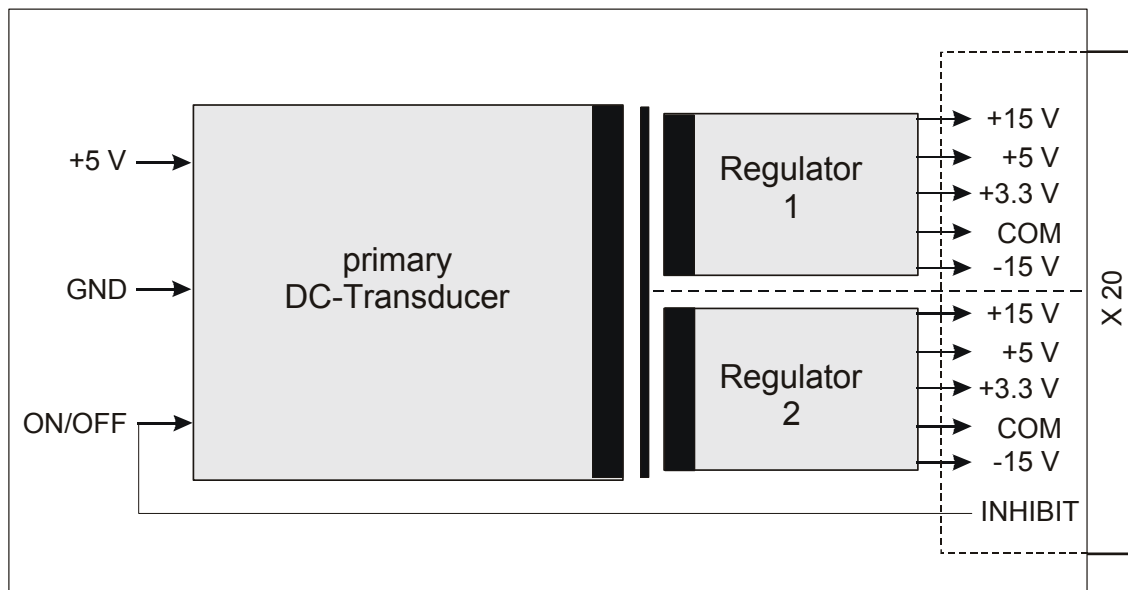 +5 V
GND
ON/OFF
primary
DC-Transducer
Regulator
1
+15 V
+5 V
+3.3 V
COM
-15 V
Regulator
2
+15 V
+5 V
+3.3 V
COM
-15 V
INHIBIT
X 20